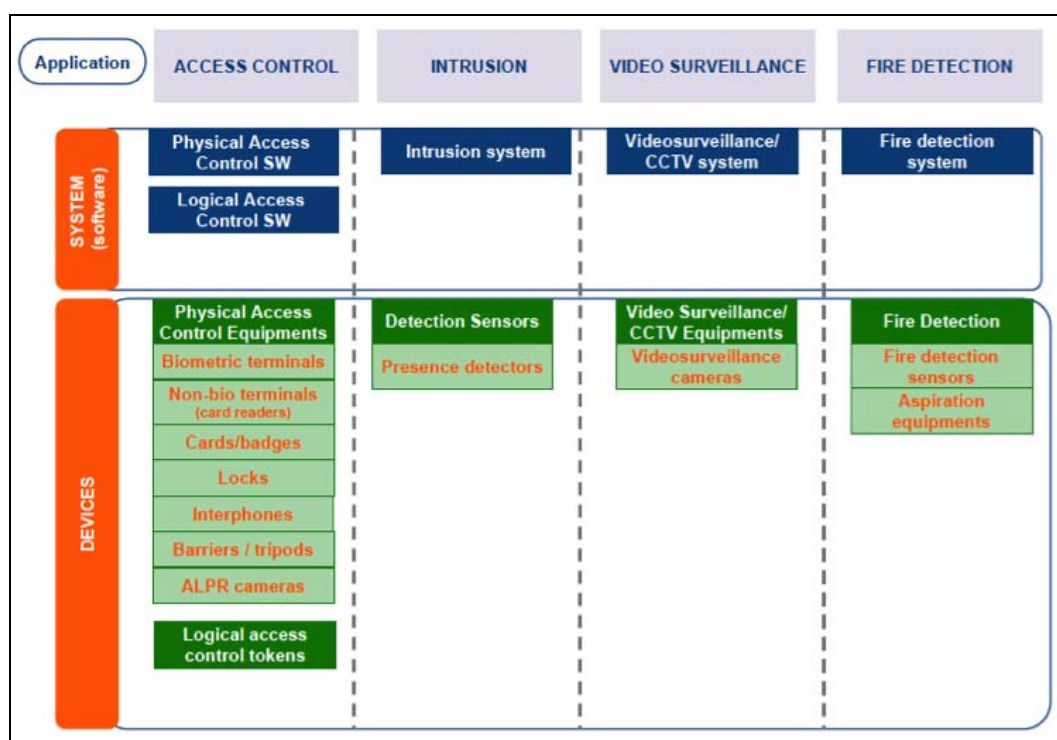 Application
ACCESS CONTROL
INTRUSION
VIDEO SURVEILLANCE
FIRE DETECTION
SYSTEM
(software)
Physical Access
Control SW
Logical Access
Control SW
Intrusion system
Videosurveillance/
CCTV system
Fire detection
system
DEVICES
Physical Access
Control Equipments
Biometric terminals
Non-bio terminals
(card readers)
Cards/badges
Locks
Interphones
Barriers / tripods
ALPR cameras
Logical access
control tokens
Detection Sensors
Presence detectors
Video Surveillance/
CCTV Equipments
Videosurveillance
cameras
Fire Detection
Fire detection
sensors
Aspiration
equipments